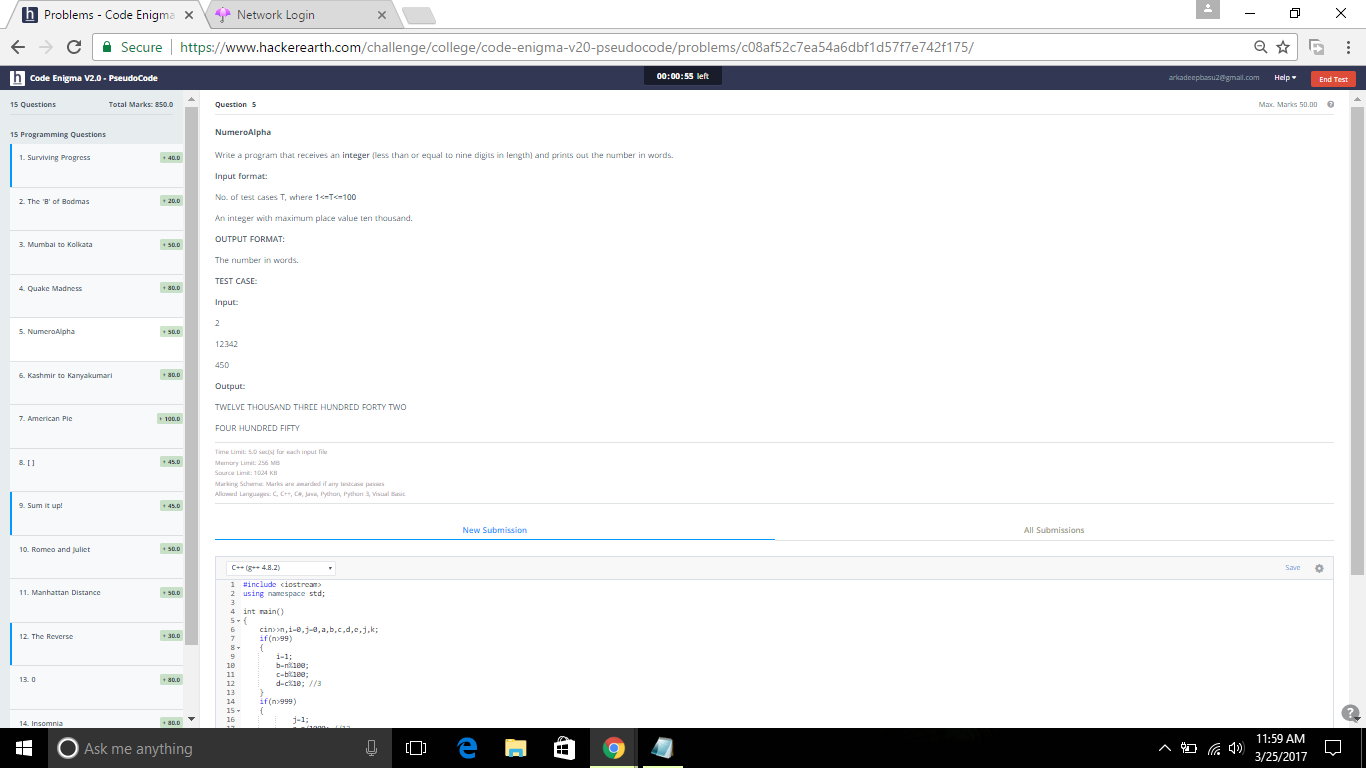 Problems - Code Enigma
Network Login
Secure
https://www.hackerearth.com/challenge/college/code-enigma-v20-pseudocode/problems/c08af52c7ea54a6dbf1d57f7e742f175/
h Code Enigma V2.0 - PseudoCode
00:00:55 left
arkadeepbasu2@gmail.com
Help
End Test
15 Questions Total Marks: 850.0
15 Programming Questions
1. Surviving Progress + 40.0
2. The 'B' of Bodmas + 20.0
3. Mumbai to Kolkata + 50.0
4. Quake Madness + 80.0
5. NumeroAlpha + 50.0
6. Kashmir to Kanyakumari + 80.0
7. American Pie + 100.0
8. [ ] + 45.0
9. Sum it up! + 45.0
10. Romeo and Juliet + 50.0
11. Manhattan Distance + 50.0
12. The Reverse + 30.0
13. 0 + 80.0
14. Insomnia + 80.0
Question 5
Max. Marks 50.00
NumeroAlpha
Write a program that receives an integer (less than or equal to nine digits in length) and prints out the number in words.
Input format:
No. of test cases T, where 1<=T<=100
An integer with maximum place value ten thousand.
OUTPUT FORMAT:
The number in words.
TEST CASE:
Input:
2
12342
450
Output:
TWELVE THOUSAND THREE HUNDRED FORTY TWO
FOUR HUNDRED FIFTY
Time Limit: 5.0 sec(s) for each input file
Memory Limit: 256 MB
Source Limit: 1024 KB
Marking Scheme: Marks are awarded if any testcase passes
Allowed Languages: C, C++, C#, Java, Python, Python 3, Visual Basic
New Submission
All Submissions
C++ (g++ 4.8.2)
Save
1 #include <iostream>
2 using namespace std;
3
4 int main()
5 {
6 cin>>n,i=0,j=0,a,b,c,d,e,j,k;
7 if(n>99)
8 {
9 i=1;
10 b=n%100;
11 c=b%100;
12 d=c%10; //3
13 }
14 if(n>999)
15 {
16 j=1;
Ask me anything
11:59 AM
3/25/2017